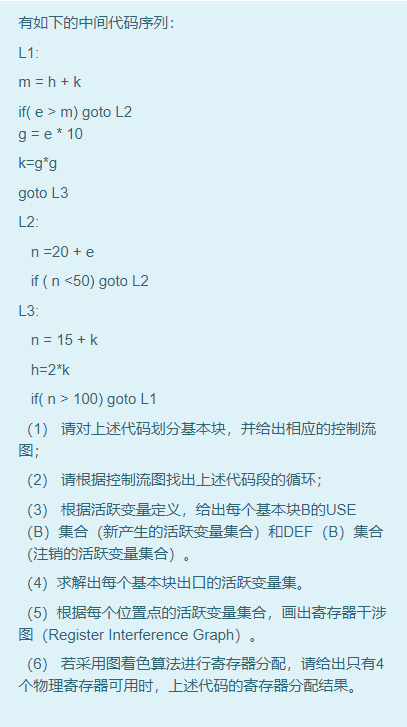 有如下的中间代码序列：
L1:
m = h + k
if( e > m) goto L2
g = e * 10
k=g*g
goto L3
L2:
n =20 + e
if ( n <50) goto L2
L3:
n = 15 + k
h=2*k
if( n > 100) goto L1
（1） 请对上述代码划分基本块，并给出相应的控制流
图；
（2） 请根据控制流图找出上述代码段的循环；
（3） 根据活跃变量定义，给出每个基本块B的USE
（B）集合（新产生的活跃变量集合）和DEF（B）集合
(注销的活跃变量集合）。
（4）求解出每个基本块出口的活跃变量集。
（5）根据每个位置点的活跃变量集合，画出寄存器干涉
图（Register Interference Graph）。
（6） 若采用图着色算法进行寄存器分配，请给出只有4
个物理寄存器可用时，上述代码的寄存器分配结果。